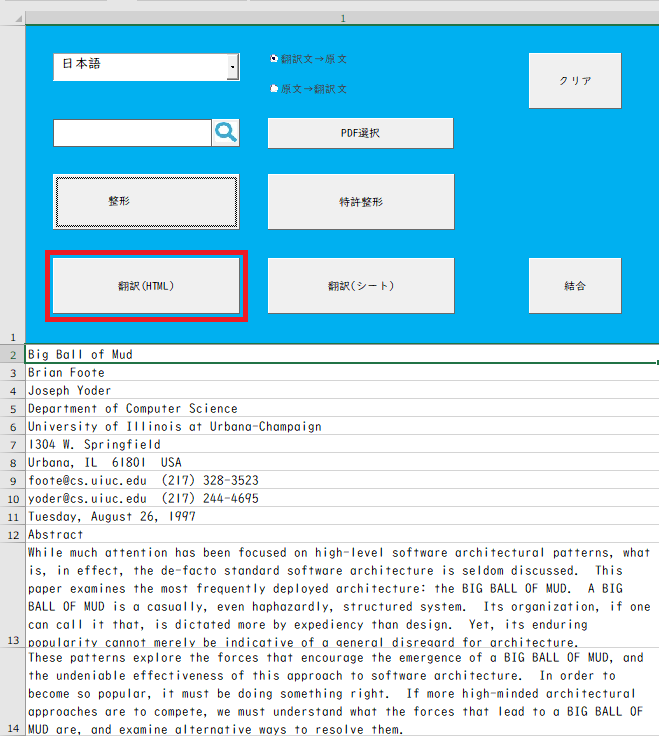 1
日本語
翻訳文→原文
原文→翻訳文
クリア
PDF選択
整形
特許整形
翻訳(HTML)
翻訳(シート)
結合
1
2 Big Ball of Mud
3 Brian Foote
4 Joseph Yoder
5 Department of Computer Science
6 University of Illinois at Urbana-Champaign
7 1304 W. Springfield
8 Urbana, IL  61801  USA
9 foote@cs.uiuc.edu  (217) 328-3523
10 yoder@cs.uiuc.edu  (217) 244-4695
11 Tuesday, August 26, 1997
12 Abstract
While much attention has been focused on high-level software architectural patterns, what
is, in effect, the de-facto standard software architecture is seldom discussed.  This
paper examines the most frequently deployed architecture: the BIG BALL OF MUD.  A BIG
BALL OF MUD is a casually, even haphazardly, structured system.  Its organization, if one
can call it that, is dictated more by expediency than design.  Yet, its enduring
13 popularity cannot merely be indicative of a general disregard for architecture.
These patterns explore the forces that encourage the emergence of a BIG BALL OF MUD, and
the undeniable effectiveness of this approach to software architecture.  In order to
become so popular, it must be doing something right.  If more high-minded architectural
approaches are to compete, we must understand what the forces that lead to a BIG BALL OF
14 MUD are, and examine alternative ways to resolve them.